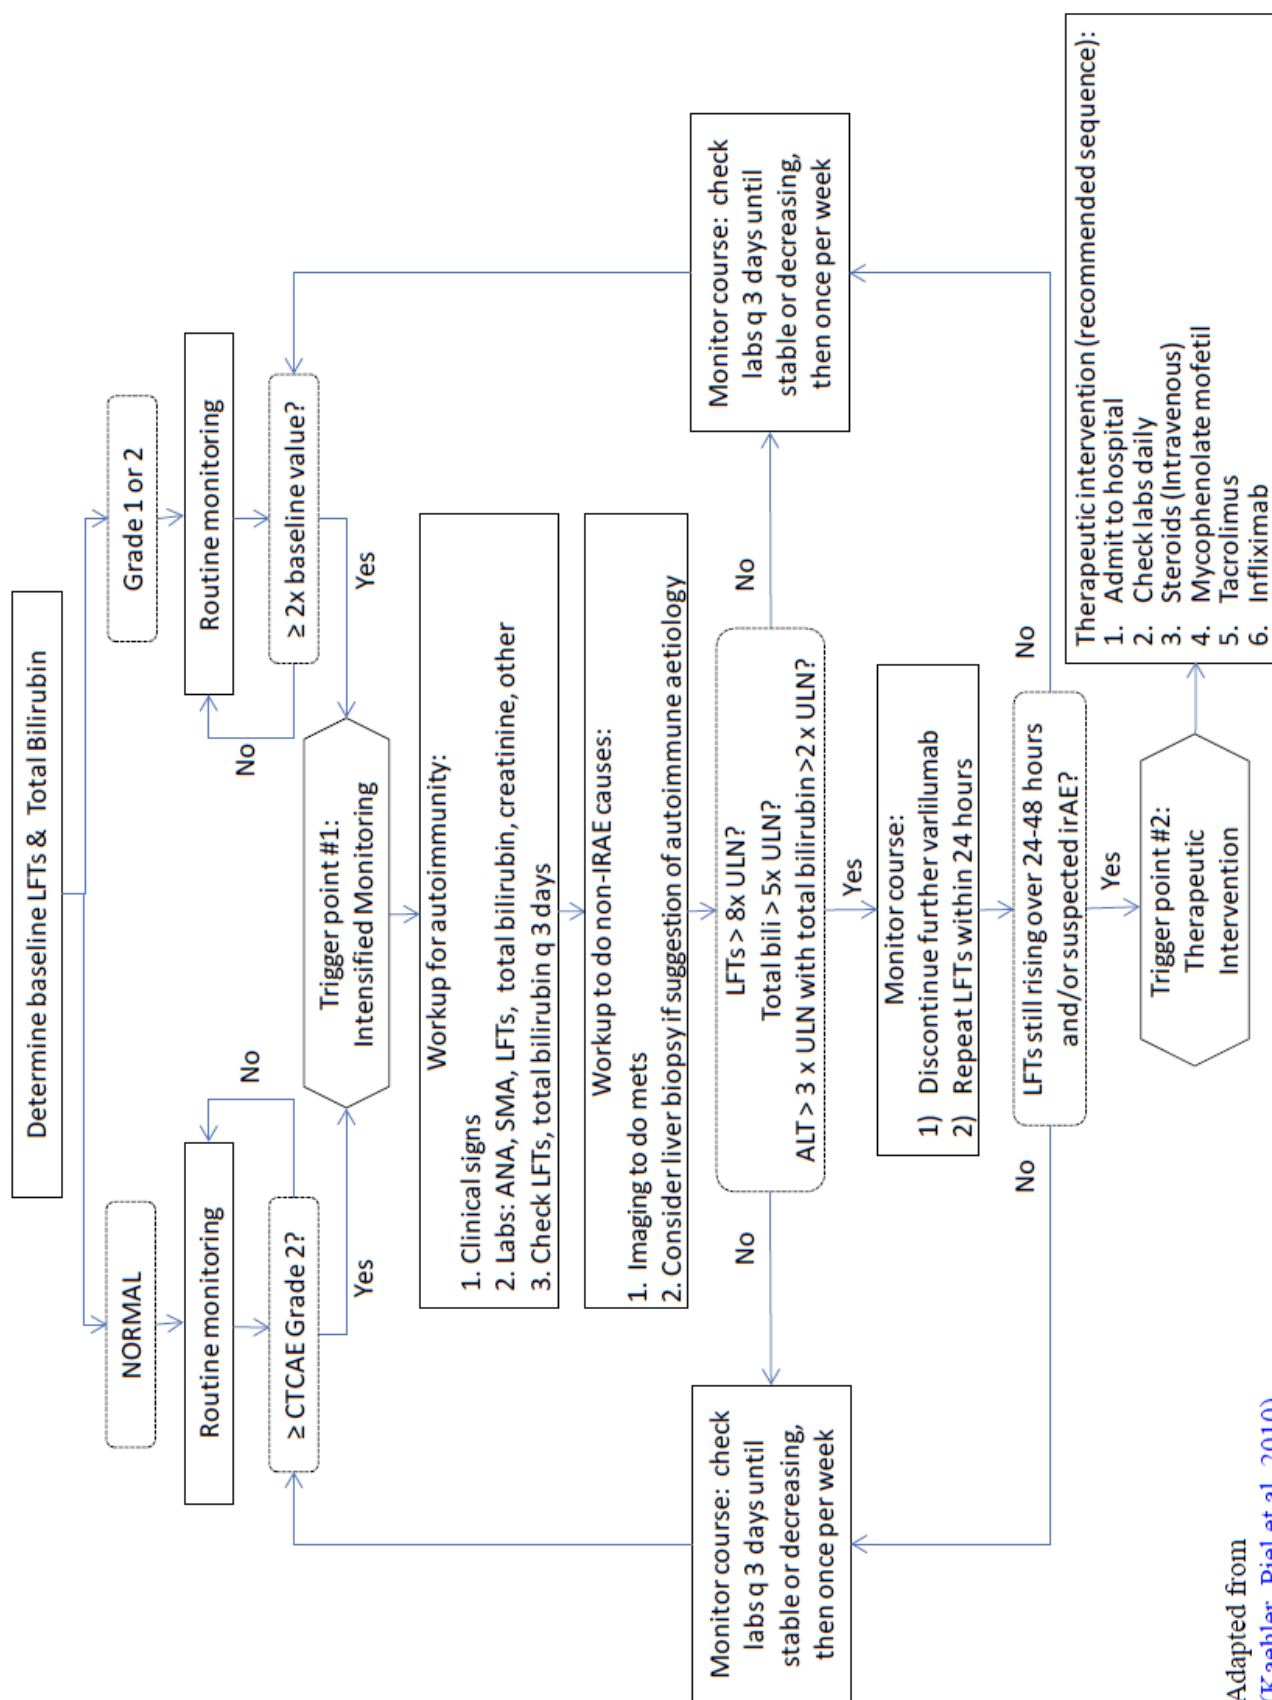 Determine baseline LFTs & Total Bilirubin
NORMAL
Grade 1 or 2
Routine monitoring
Routine monitoring
≥ CTCAE Grade 2?
No
No
≥ 2x baseline value?
Yes
Yes
Trigger point #1:
Intensified Monitoring
Workup for autoimmunity:
1. Clinical signs
2. Labs: ANA, SMA, LFTs, total bilirubin, creatinine, other
3. Check LFTs, total bilirubin q 3 days
Workup to do non-IRAE causes:
1. Imaging to do mets
2. Consider liver biopsy if suggestion of autoimmune aetiology
Monitor course: check
labs q 3 days until
stable or decreasing,
then once per week
No
LFTs > 8x ULN?
Total bili > 5x ULN?
ALT > 3 x ULN with total bilirubin >2 x ULN?
No
Monitor course: check
labs q 3 days until
stable or decreasing,
then once per week
Yes
Monitor course:
1) Discontinue further varlilumab
2) Repeat LFTs within 24 hours
No
LFTs still rising over 24-48 hours
and/or suspected irAE?
No
Yes
Trigger point #2:
Therapeutic
Intervention
Therapeutic intervention (recommended sequence):
1. Admit to hospital
2. Check labs daily
3. Steroids (Intravenous)
4. Mycophenolate mofetil
5. Tacrolimus
6. Infliximab
Adapted from
(Kaehler, Piel et al. 2010)